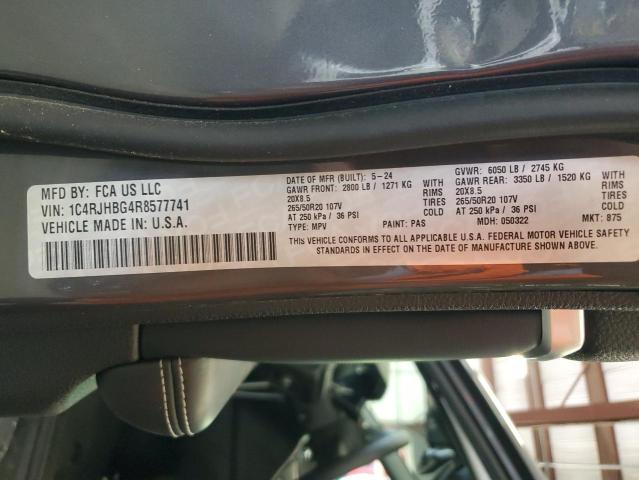 MFD BY: FCA US LLC
VIN: 1C4RJHBG4R8577741
VEHICLE MADE IN: U.S.A.
DATE OF MFR (BUILT): 5-24
GAWR FRONT: 2800 LB / 1271 KG
20X8.5
265/50R20 107V
AT 250 kPa / 36 PSI
TYPE: MPV
WITH
RIMS
TIRES
PAINT: PAS
GVWR: 6050 LB / 2745 KG
GAWR REAR: 3350 LB / 1520 KG
20X8.5
265/50R20 107V
AT 250 kPa / 36 PSI
WITH
RIMS
TIRES
MDH: 050322
MKT: 875
THIS VEHICLE CONFORMS TO ALL APPLICABLE U.S.A. FEDERAL MOTOR VEHICLE SAFETY
STANDARDS IN EFFECT ON THE DATE OF MANUFACTURE SHOWN ABOVE.